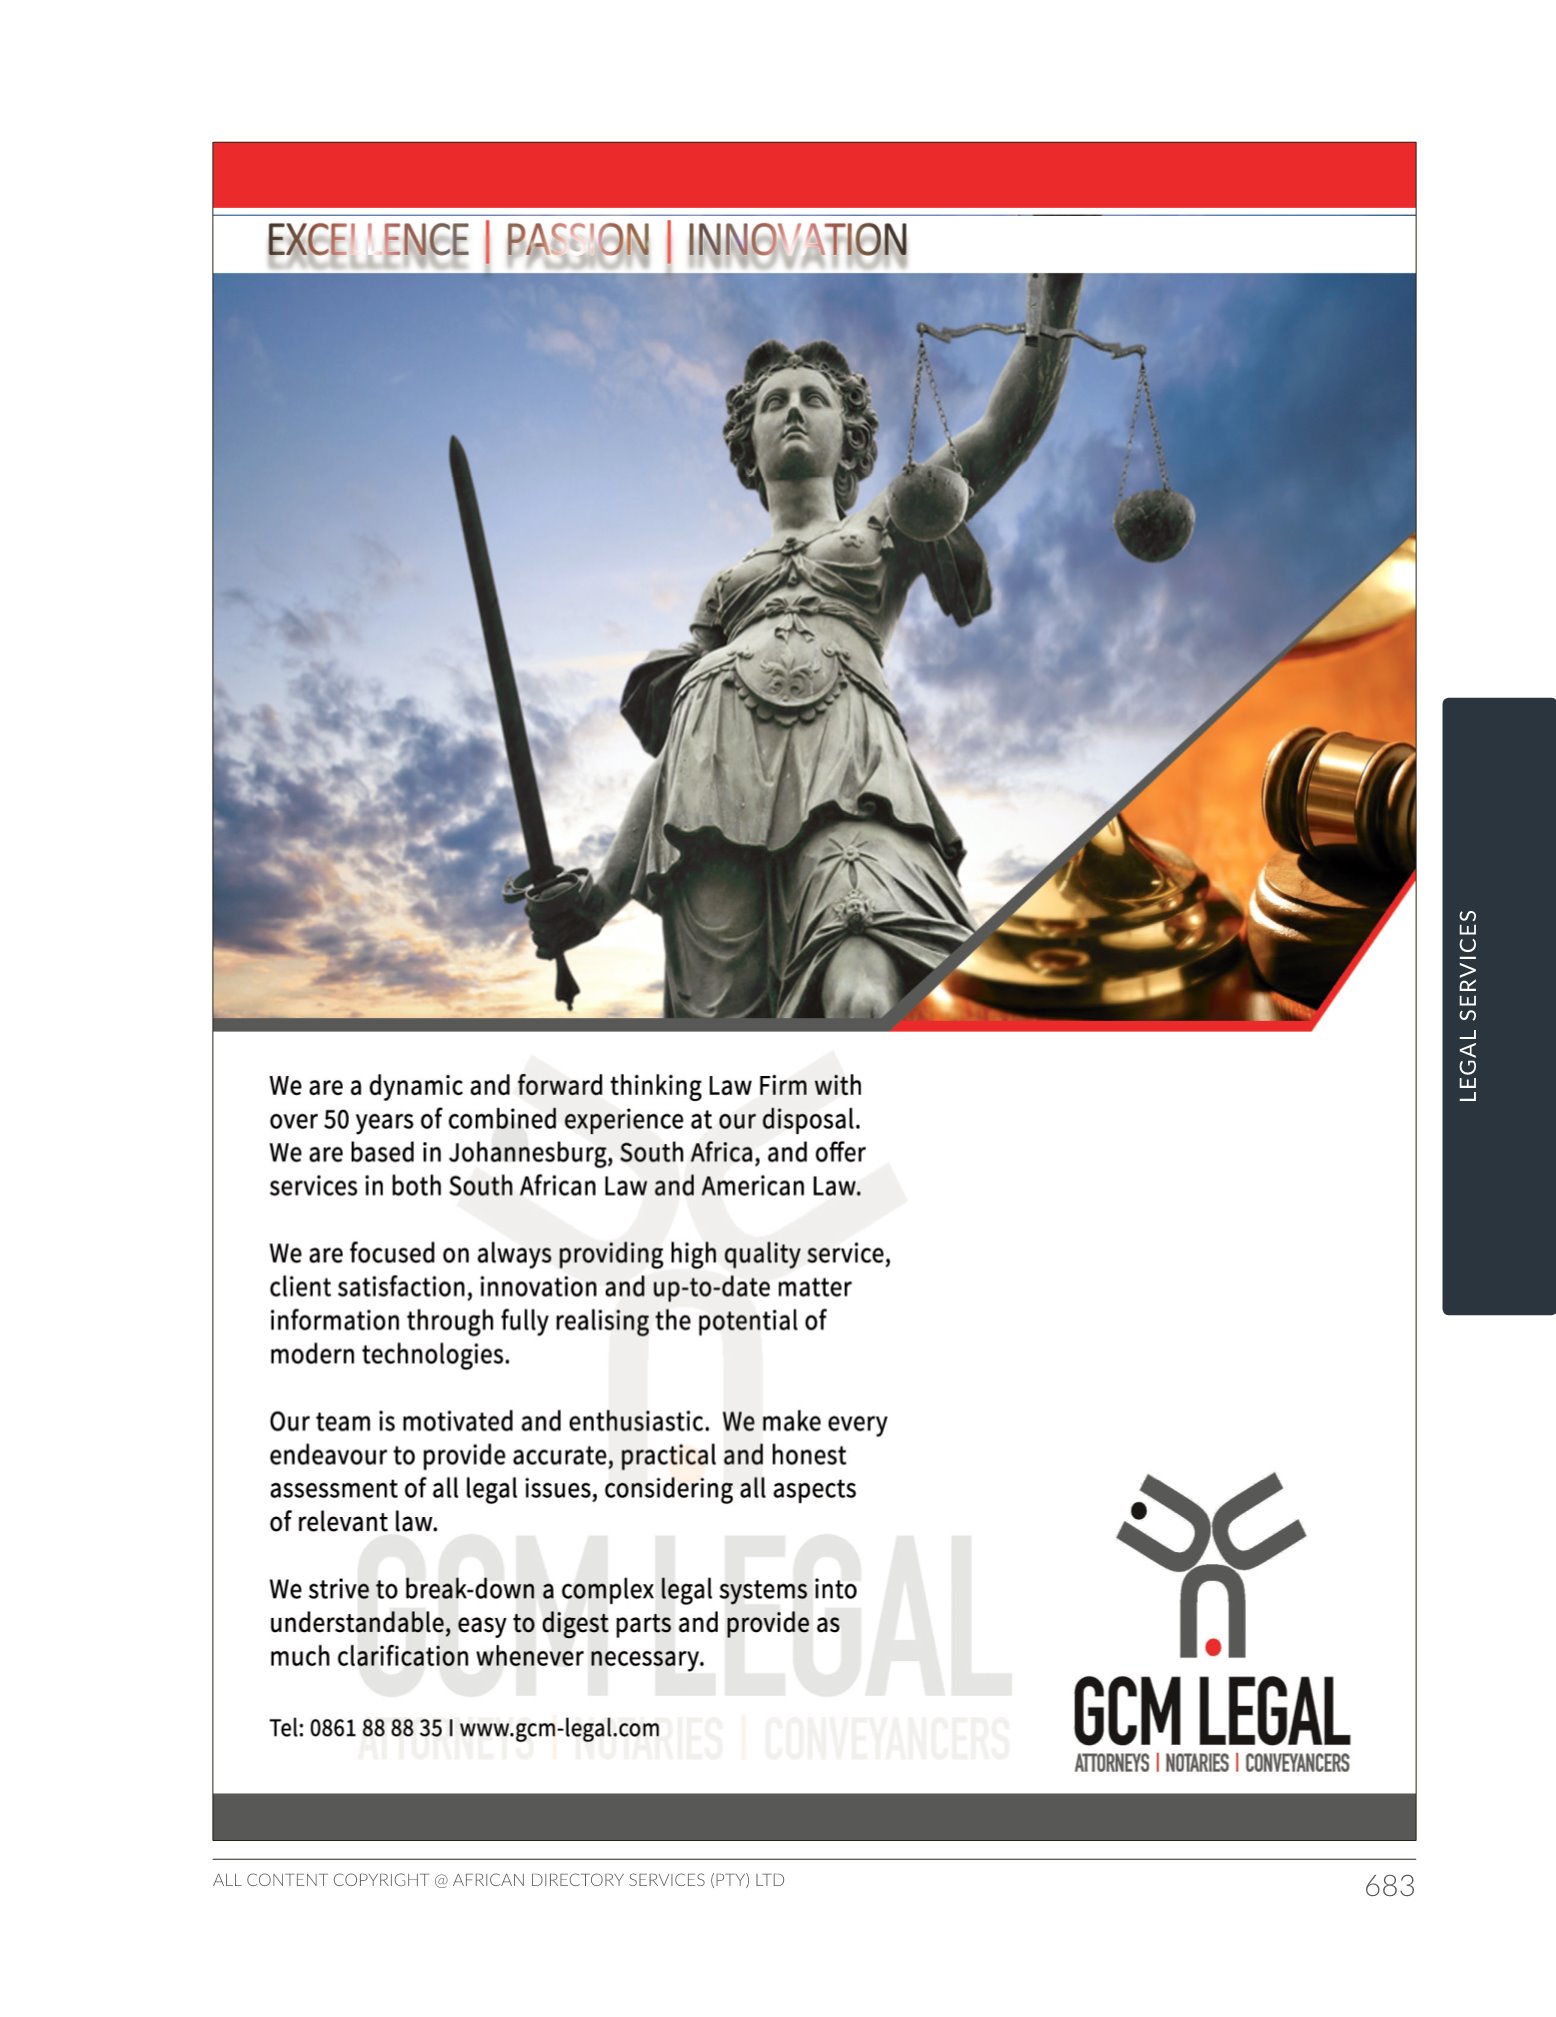 EXCELLENCE | PASSION | INNOVATION
We are a dynamic and forward thinking Law Firm with
over 50 years of combined experience at our disposal.
We are based in Johannesburg, South Africa, and offer
services in both South African Law and American Law.
We are focused on always providing high quality service,
client satisfaction, innovation and up-to-date matter
information through fully realising the potential of
modern technologies.
Our team is motivated and enthusiastic.  We make every
endeavour to provide accurate, practical and honest
assessment of all legal issues, considering all aspects
of relevant law.
We strive to break-down a complex legal systems into
understandable, easy to digest parts and provide as
much clarification whenever necessary.
Tel: 0861 88 88 35 I www.gcm-legal.com
GCM LEGAL
ATTORNEYS | NOTARIES | CONVEYANCERS
GCM LEGAL
ATTORNEYS | NOTARIES | CONVEYANCERS
LEGAL SERVICES
ALL CONTENT COPYRIGHT @ AFRICAN DIRECTORY SERVICES (PTY) LTD
683